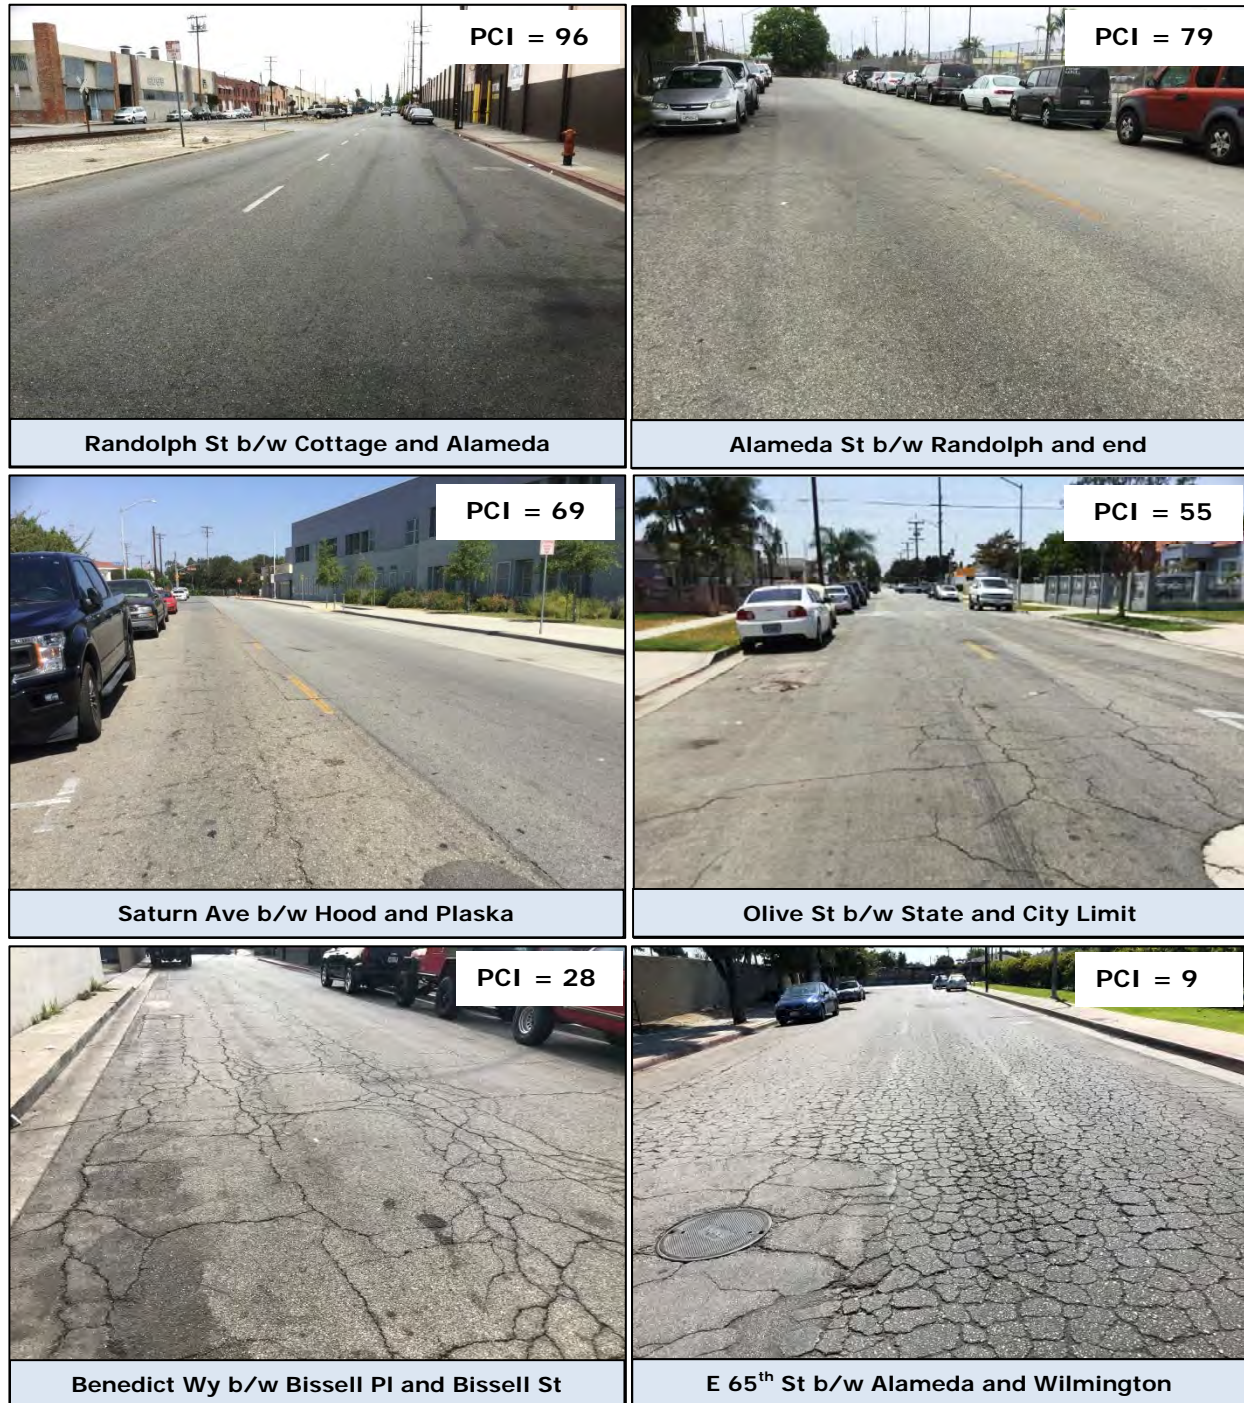 PCI = 96
PCI = 79
Randolph St b/w Cottage and Alameda
Alameda St b/w Randolph and end
PCI = 69
PCI = 55
Saturn Ave b/w Hood and Plaska
Olive St b/w State and City Limit
PCI = 28
PCI = 9
Benedict Wy b/w Bissell Pl and Bissell St
E 65th St b/w Alameda and Wilmington